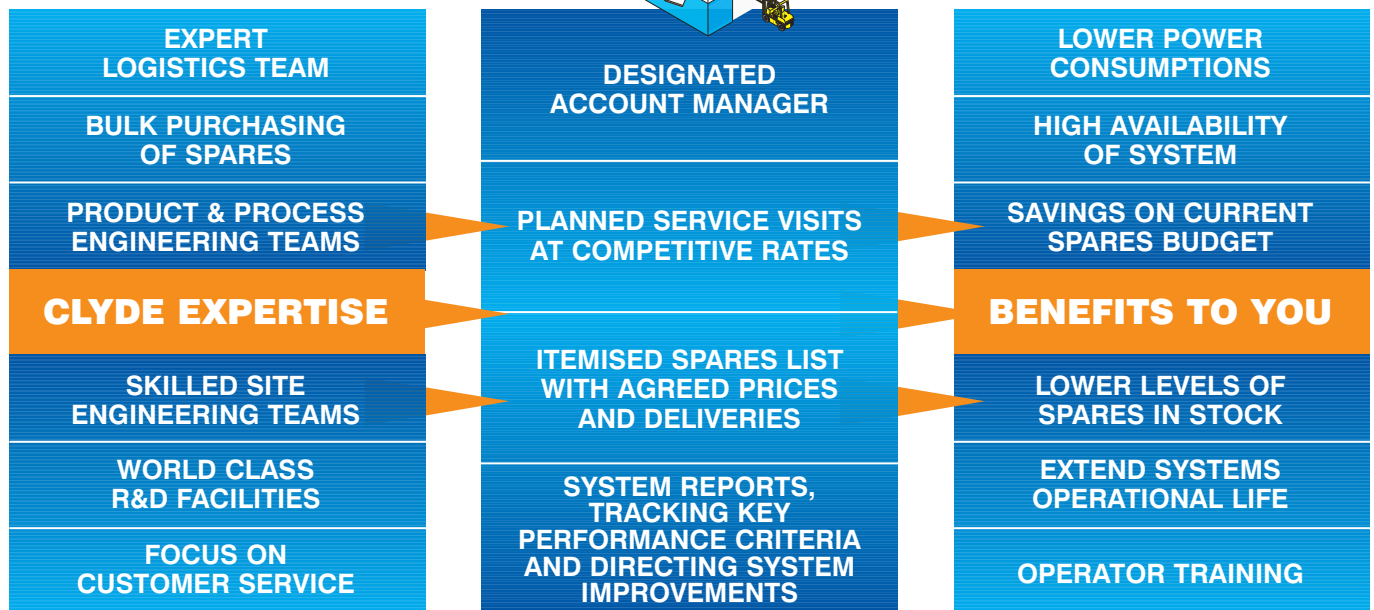 EXPERT
LOGISTICS TEAM
BULK PURCHASING
OF SPARES
PRODUCT & PROCESS
ENGINEERING TEAMS
CLYDE EXPERTISE
SKILLED SITE
ENGINEERING TEAMS
WORLD CLASS
R&D FACILITIES
FOCUS ON
CUSTOMER SERVICE
DESIGNATED
ACCOUNT MANAGER
PLANNED SERVICE VISITS
AT COMPETITIVE RATES
ITEMISED SPARES LIST
WITH AGREED PRICES
AND DELIVERIES
SYSTEM REPORTS,
TRACKING KEY
PERFORMANCE CRITERIA
AND DIRECTING SYSTEM
IMPROVEMENTS
LOWER POWER
CONSUMPTIONS
HIGH AVAILABILITY
OF SYSTEM
SAVINGS ON CURRENT
SPARES BUDGET
BENEFITS TO YOU
LOWER LEVELS OF
SPARES IN STOCK
EXTEND SYSTEMS
OPERATIONAL LIFE
OPERATOR TRAINING